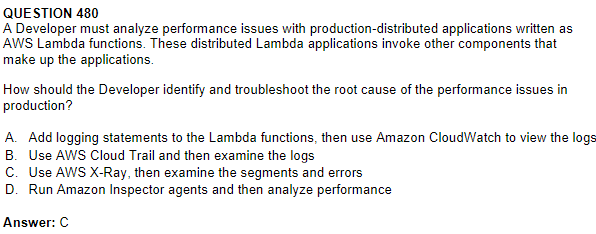 QUESTION 480
A Developer must analyze performance issues with production-distributed applications written as
AWS Lambda functions. These distributed Lambda applications invoke other components that
make up the applications.
How should the Developer identify and troubleshoot the root cause of the performance issues in
production?
A. Add logging statements to the Lambda functions, then use Amazon CloudWatch to view the logs
B. Use AWS Cloud Trail and then examine the logs
C. Use AWS X-Ray, then examine the segments and errors
D. Run Amazon Inspector agents and then analyze performance
Answer: C